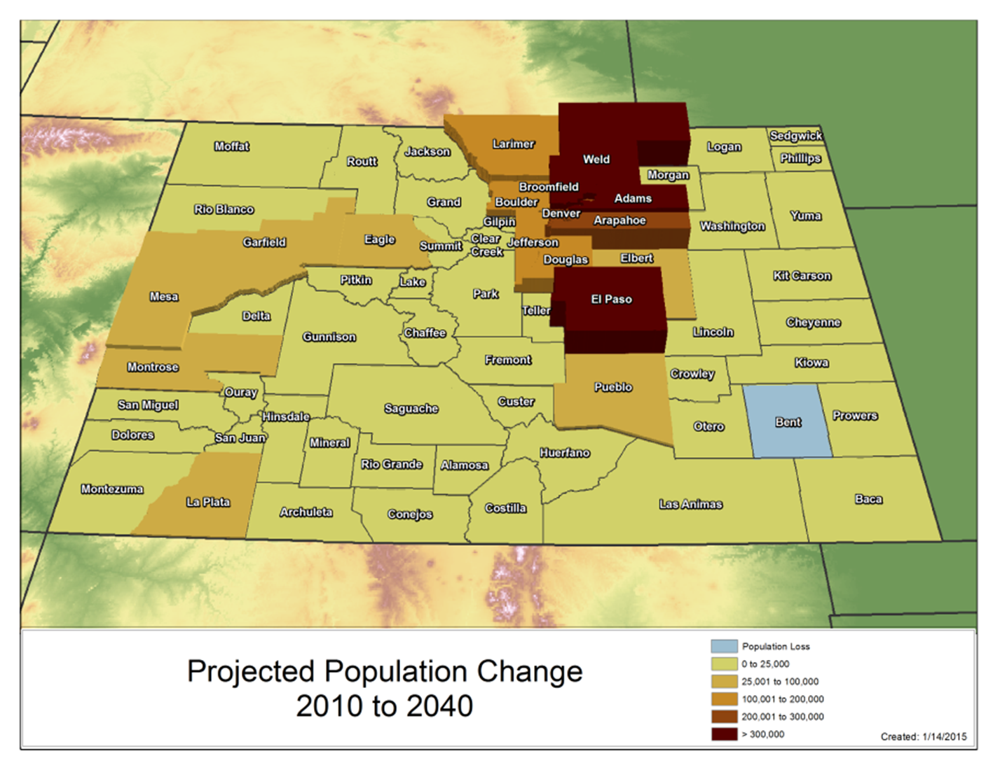 Sedgwick
Moffat
Larimer
Logan
Jackson
Phillips
Routt
Weld
Morgan
Broomfield
Adams
Grand
Boulder
Rio Blanco
Denver
Yuma
Gilpin
Arapahoe
Washington
Garfield
Eagle
Clear
Creek
Jefferson
Summit
Douglas
Elbert
Kit Carson
Pitkin
Lake
Mesa
Park
El Paso
Teller
Delta
Cheyenne
Chaffee
Lincoln
Gunnison
Fremont
Kiowa
Montrose
Crowley
Pueblo
Ouray
Custer
San Miguel
Saguache
Hinsdale
Prowers
Bent
Otero
Dolores
San Juan
Mineral
Huerfano
Rio Grande
Alamosa
Montezuma
La Plata
Baca
Las Animas
Costilla
Archuleta
Conejos
Projected Population Change
2010 to 2040
Population Loss
0 to 25,000
25,001 to 100,000
100,001 to 200,000
200,001 to 300,000
> 300,000
Created: 1/14/2015